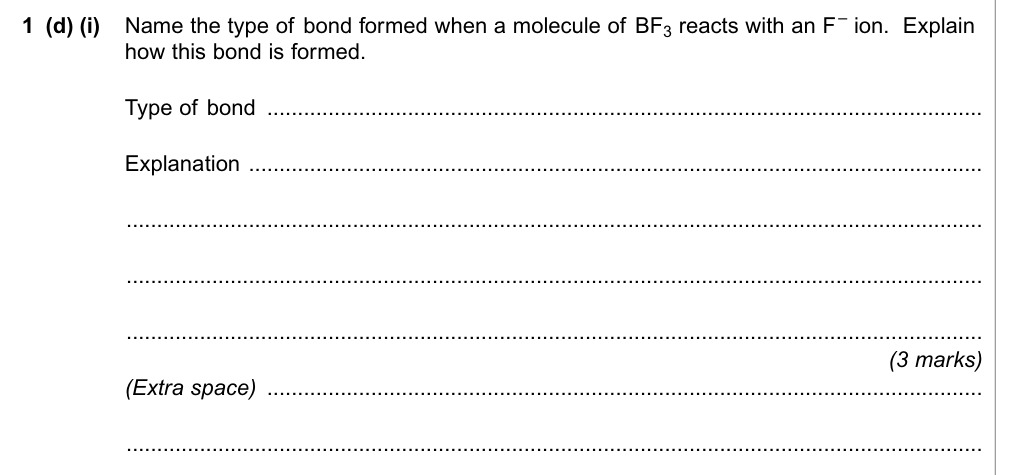 1 (d) (i) Name the type of bond formed when a molecule of BF₃ reacts with an F⁻ ion. Explain
how this bond is formed.
Type of bond ................................................................................
Explanation ................................................................................
................................................................................
................................................................................
................................................................................
(3 marks)
(Extra space) ................................................................................
................................................................................